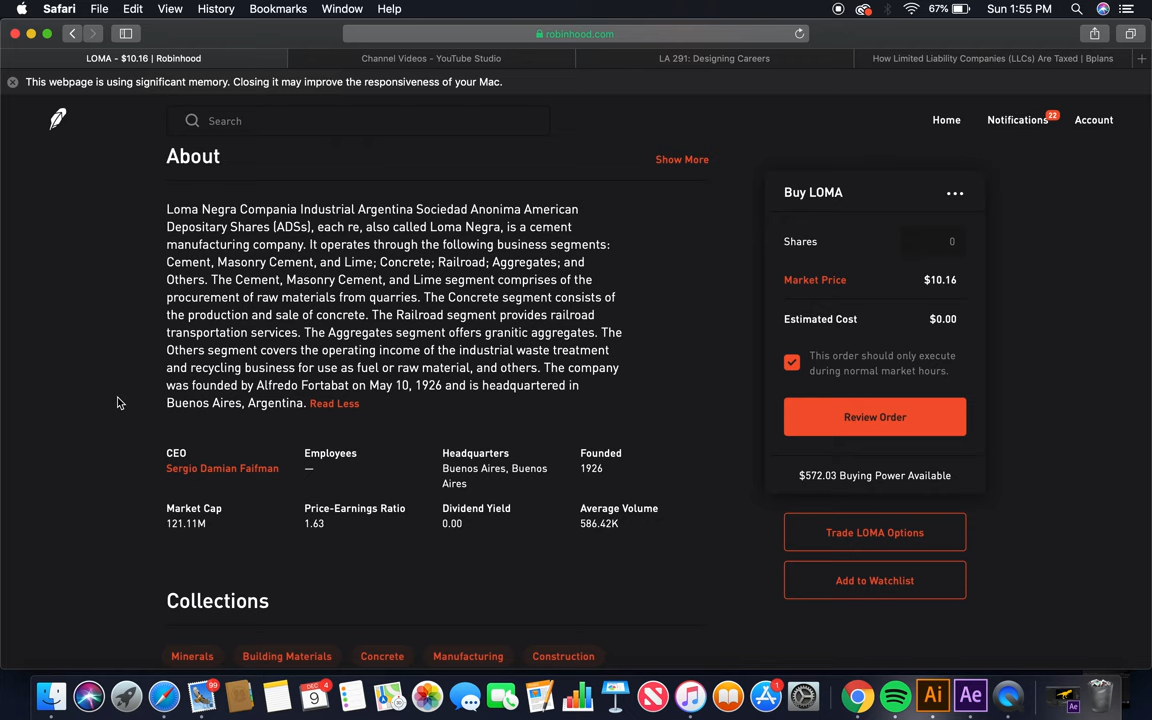 Safari File Edit View History Bookmarks Window Help 67% Sun 1:55 PM
robinhood.com
LOMA - $10.16 | Robinhood Channel Videos - YouTube Studio LA 291: Designing Careers How Limited Liability Companies (LLCs) Are Taxed | Bplans
This webpage is using significant memory. Closing it may improve the responsiveness of your Mac.
Search Home Notifications 22 Account
About Show More
Loma Negra Compania Industrial Argentina Sociedad Anonima American
Depositary Shares (ADSs), each re, also called Loma Negra, is a cement
manufacturing company. It operates through the following business segments:
Cement, Masonry Cement, and Lime; Concrete; Railroad; Aggregates; and
Others. The Cement, Masonry Cement, and Lime segment comprises of the
procurement of raw materials from quarries. The Concrete segment consists of
the production and sale of concrete. The Railroad segment provides railroad
transportation services. The Aggregates segment offers granitic aggregates. The
Others segment covers the operating income of the industrial waste treatment
and recycling business for use as fuel or raw material, and others. The company
was founded by Alfredo Fortabat on May 10, 1926 and is headquartered in
Buenos Aires, Argentina. Read Less
CEO Employees Headquarters Founded
Sergio Damian Faifman — Buenos Aires, Buenos 1926
Aires
Market Cap Price-Earnings Ratio Dividend Yield Average Volume
121.11M 1.63 0.00 586.42K
Collections
Minerals Building Materials Concrete Manufacturing Construction
Buy LOMA
Shares 0
Market Price $10.16
Estimated Cost $0.00
This order should only execute
during normal market hours.
Review Order
$572.03 Buying Power Available
Trade LOMA Options
Add to Watchlist
99 DEC 9 4 1 Ai Ae Ae